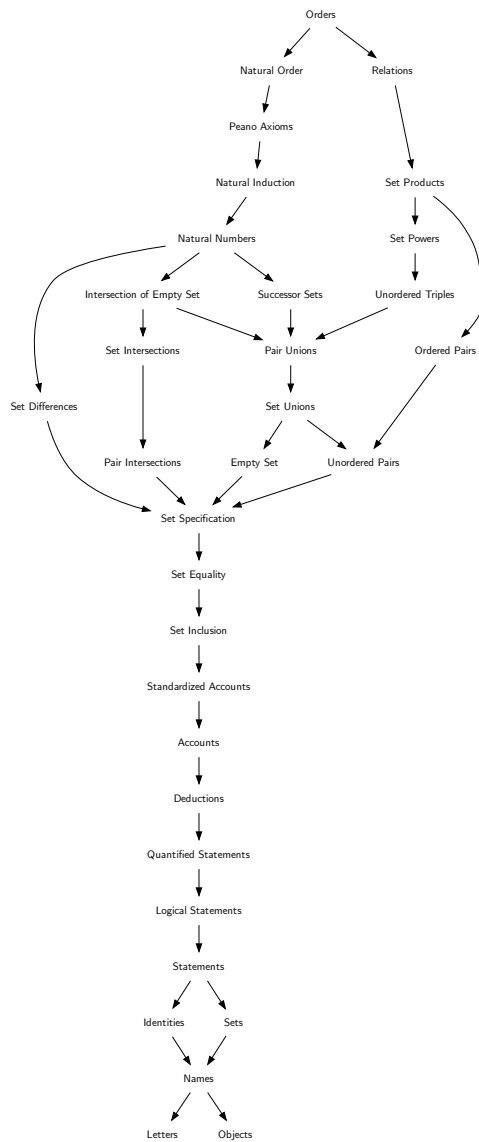 Orders
Natural Order
Relations
Peano Axioms
Natural Induction
Set Products
Natural Numbers
Set Powers
Intersection of Empty Set
Successor Sets
Unordered Triples
Set Intersections
Pair Unions
Ordered Pairs
Set Differences
Set Unions
Pair Intersections
Empty Set
Unordered Pairs
Set Specification
Set Equality
Set Inclusion
Standardized Accounts
Accounts
Deductions
Quantified Statements
Logical Statements
Statements
Identities
Sets
Names
Letters
Objects